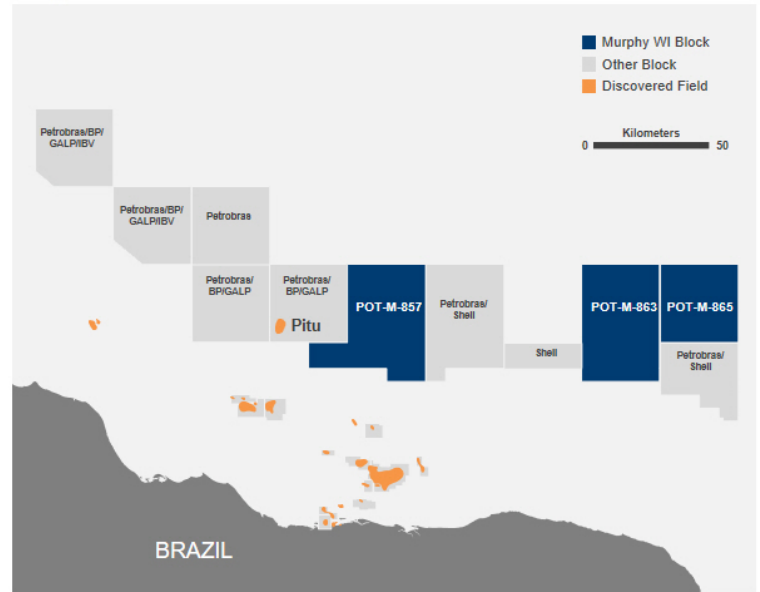 Murphy WI Block
Other Block
Discovered Field
Kilometers
0 50
Petrobras/BP/
GALP/IBV
Petrobras/BP/
GALP/IBV
Petrobras
Petrobras/
BP/GALP
Petrobras/
BP/GALP
Pitu
POT-M-857
Petrobras/
Shell
Shell
POT-M-863
POT-M-865
Petrobras/
Shell
BRAZIL